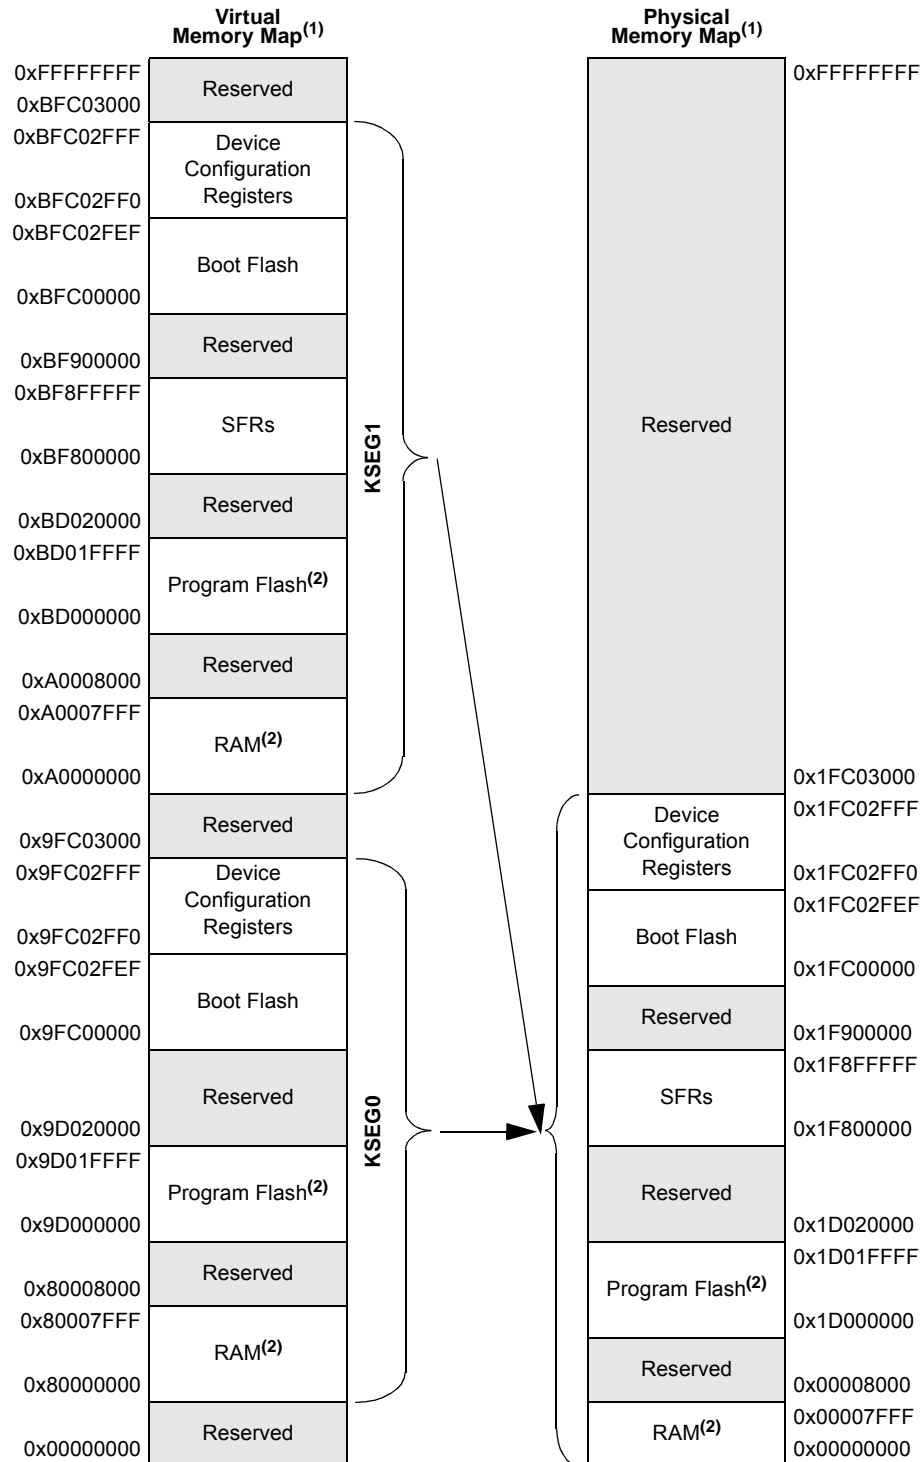 Virtual
Memory Map(1)
Physical
Memory Map(1)
0xFFFFFFFF
Reserved
0xBFC03000
0xBFC02FFF
Device
Configuration
Registers
0xBFC02FF0
0xBFC02FEF
Boot Flash
0xBFC00000
Reserved
0xBF900000
0xBF8FFFFF
SFRs
0xBF800000
Reserved
0xBD020000
0xBD01FFFF
Program Flash(2)
0xBD000000
Reserved
0xA0008000
0xA0007FFF
RAM(2)
0xA0000000
KSEG1
Reserved
0x9FC03000
0x9FC02FFF
Device
Configuration
Registers
0x9FC02FF0
0x9FC02FEF
Boot Flash
0x9FC00000
Reserved
0x9D020000
0x9D01FFFF
Program Flash(2)
0x9D000000
Reserved
0x80008000
0x80007FFF
RAM(2)
0x80000000
KSEG0
Reserved
0x00000000
0xFFFFFFFF
Reserved
0x1FC03000
0x1FC02FFF
Device
Configuration
Registers
0x1FC02FF0
0x1FC02FEF
Boot Flash
0x1FC00000
Reserved
0x1F900000
0x1F8FFFFF
SFRs
0x1F800000
Reserved
0x1D020000
0x1D01FFFF
Program Flash(2)
0x1D000000
Reserved
0x00008000
0x00007FFF
RAM(2)
0x00000000